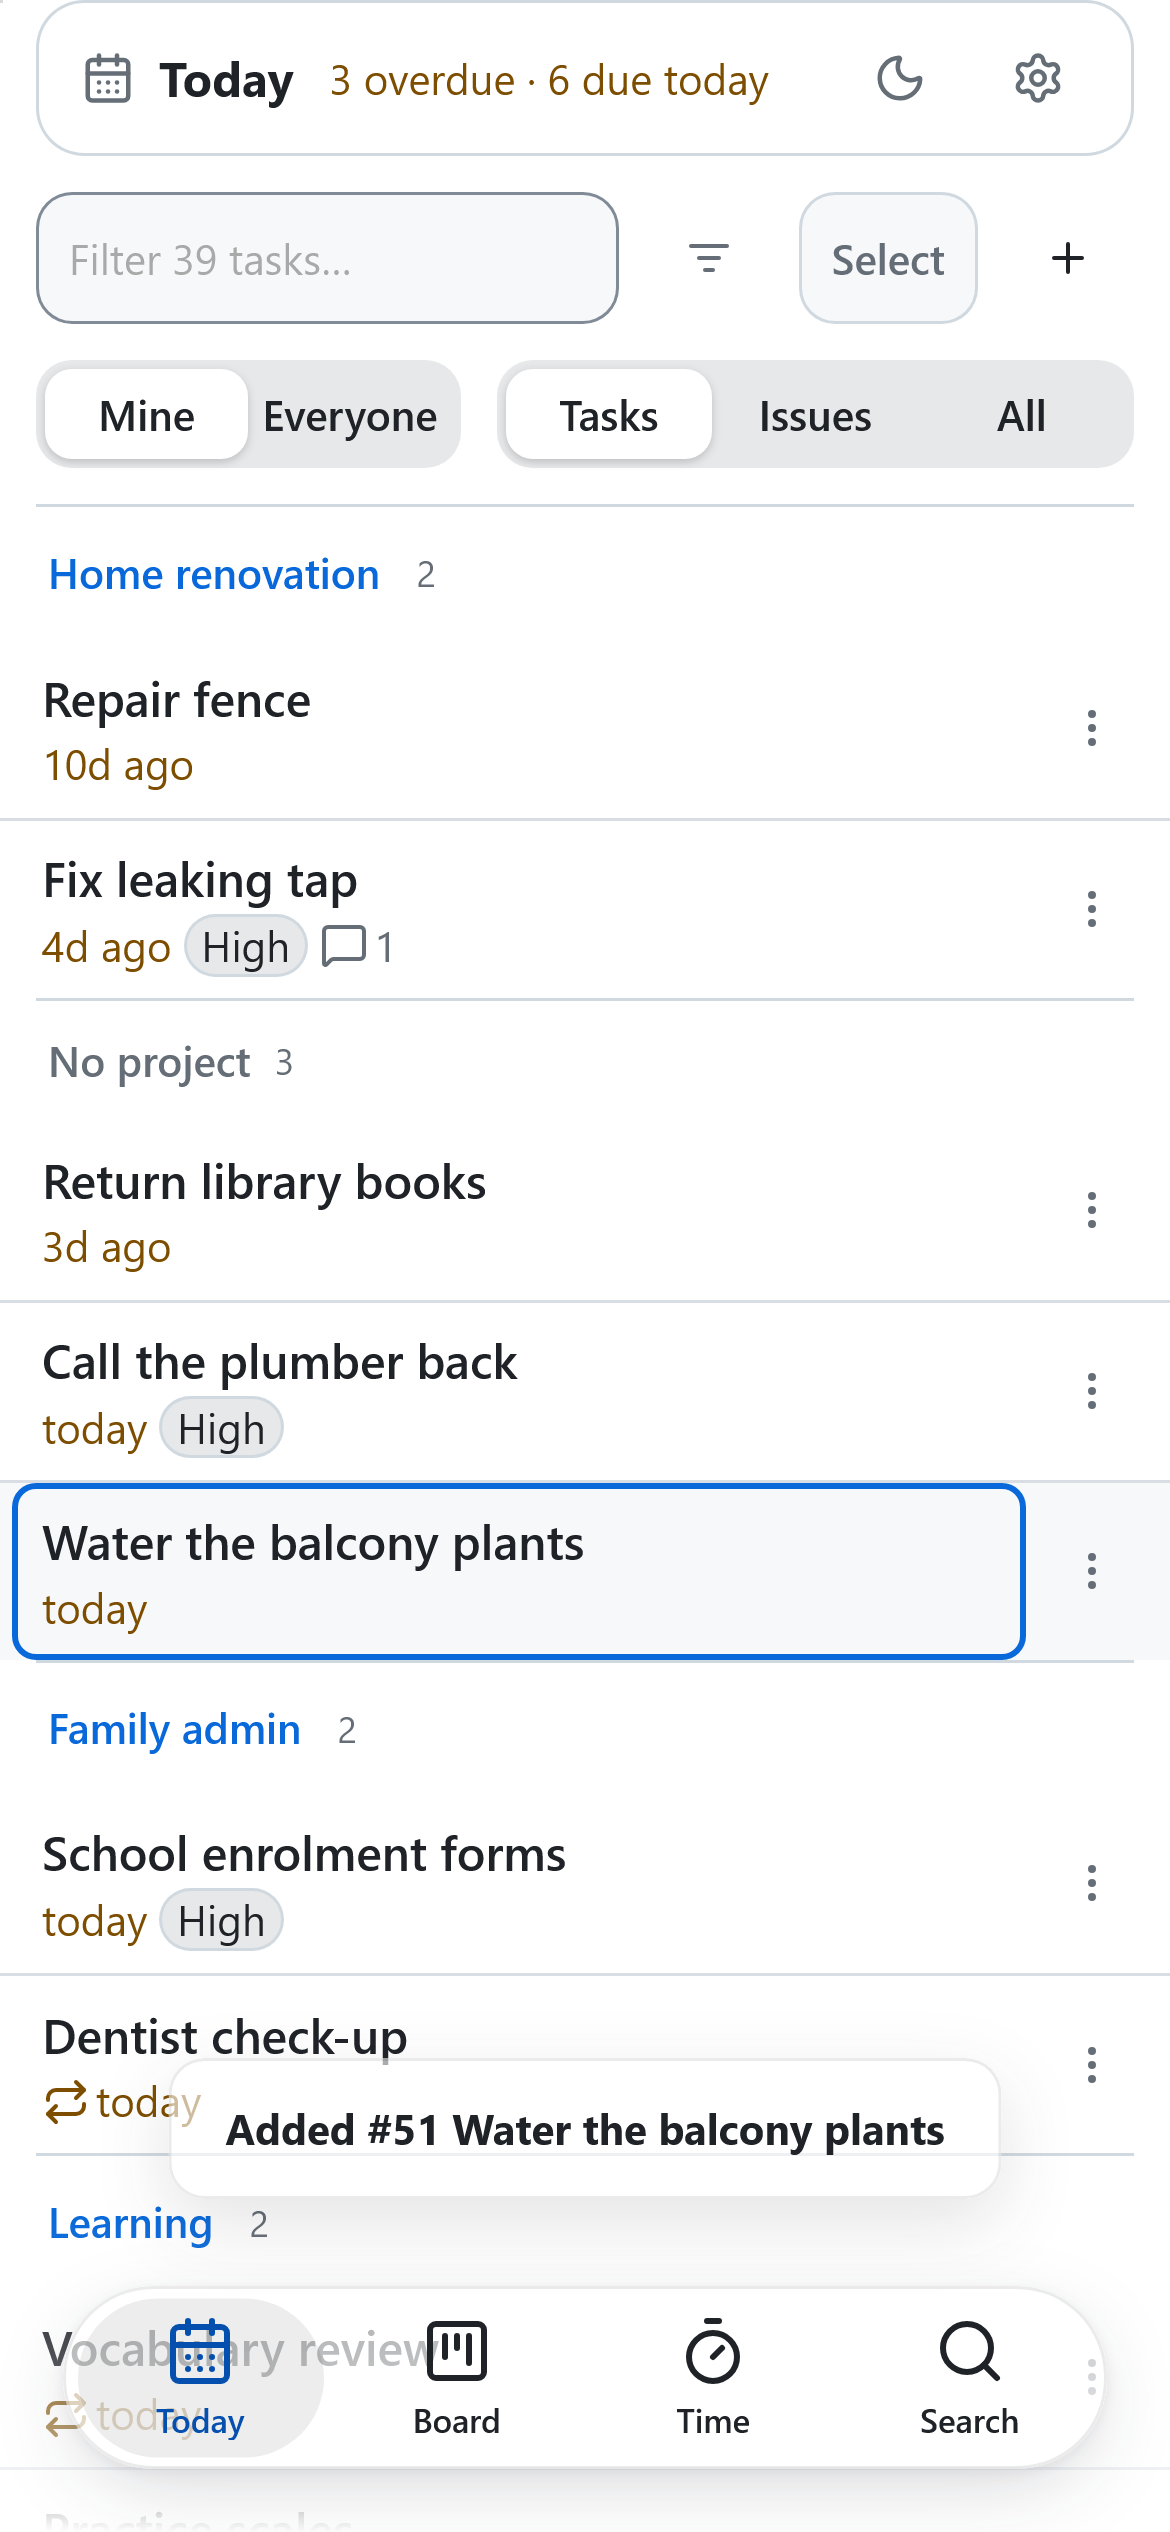 Today 3 overdue · 6 due today
Filter 39 tasks...
Select
Mine Everyone
Tasks Issues All
Home renovation 2
Repair fence
10d ago
Fix leaking tap
4d ago High 1
No project 3
Return library books
3d ago
Call the plumber back
today High
Water the balcony plants
today
Family admin 2
School enrolment forms
today High
Dentist check-up
today
Added #51 Water the balcony plants
Learning 2
Vocabulary review
today
Today Board Time Search
Practice scales